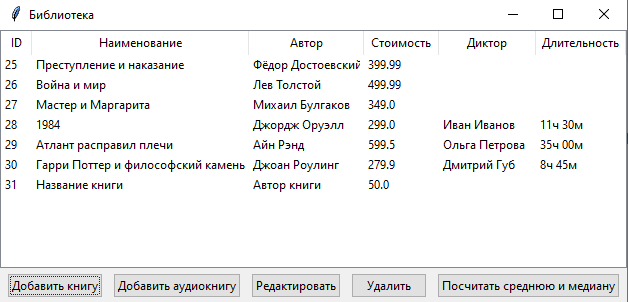 Библиотека
ID Наименование Автор Стоимость Диктор Длительность
25 Преступление и наказание Фёдор Достоевский 399.99
26 Война и мир Лев Толстой 499.99
27 Мастер и Маргарита Михаил Булгаков 349.0
28 1984 Джордж Оруэлл 299.0 Иван Иванов 11ч 30м
29 Атлант расправил плечи Айн Рэнд 599.5 Ольга Петрова 35ч 00м
30 Гарри Поттер и философский камень Джоан Роулинг 279.9 Дмитрий Губ 8ч 45м
31 Название книги Автор книги 50.0
Добавить книгу Добавить аудиокнигу Редактировать Удалить Посчитать среднюю и медиану